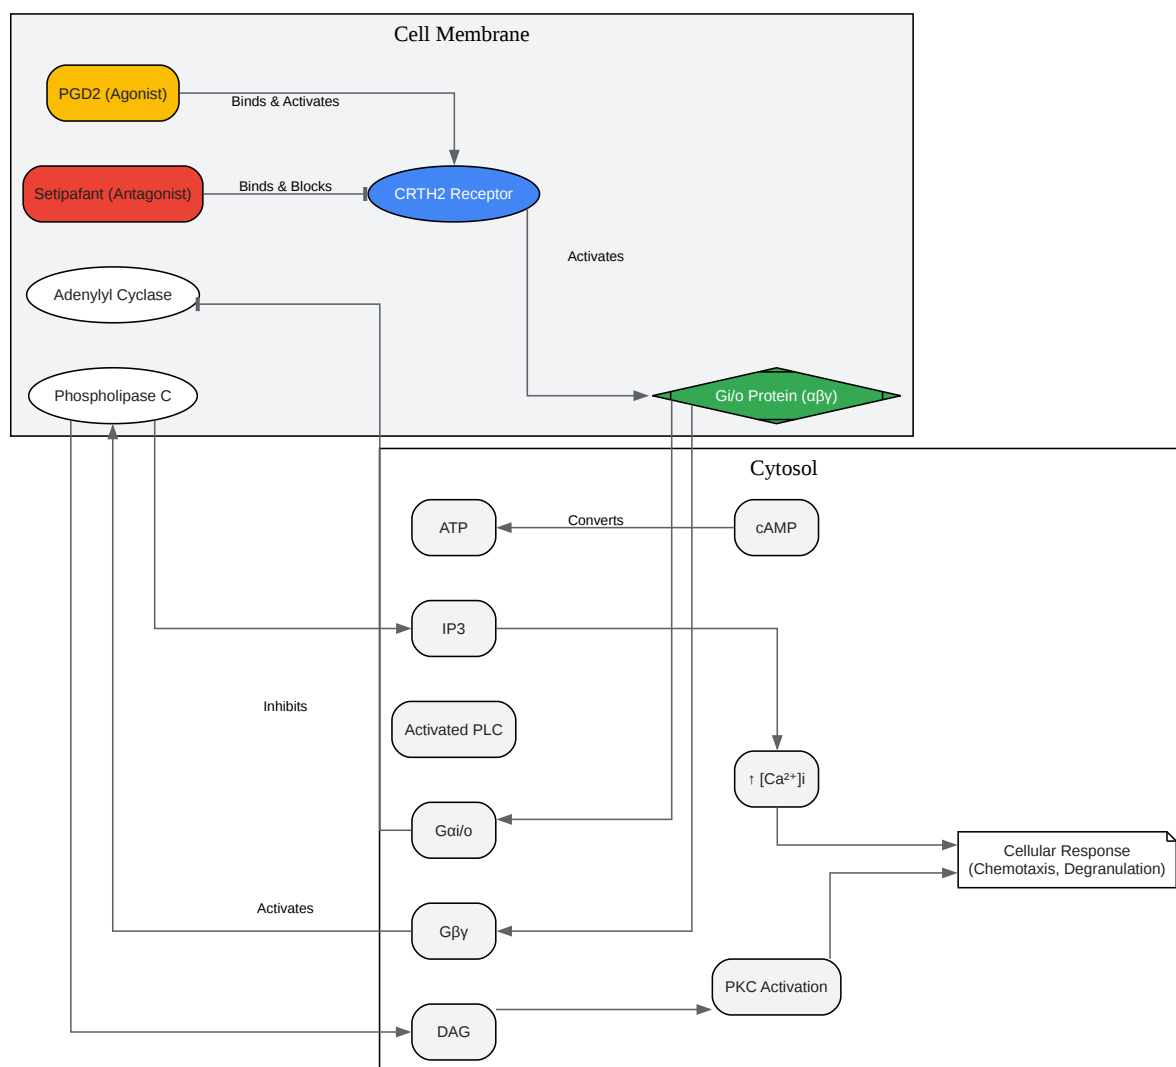 Cell Membrane
PGD2 (Agonist)
Binds & Activates
Setipafant (Antagonist)
Binds & Blocks
CRTH2 Receptor
Activates
Adenylyl Cyclase
Phospholipase C
Gi/o Protein (αβγ)
Cytosol
ATP
Converts
cAMP
IP3
Inhibits
Activated PLC
↑ [Ca²⁺]i
Gαi/o
Cellular Response
(Chemotaxis, Degranulation)
Activates
Gβγ
PKC Activation
DAG